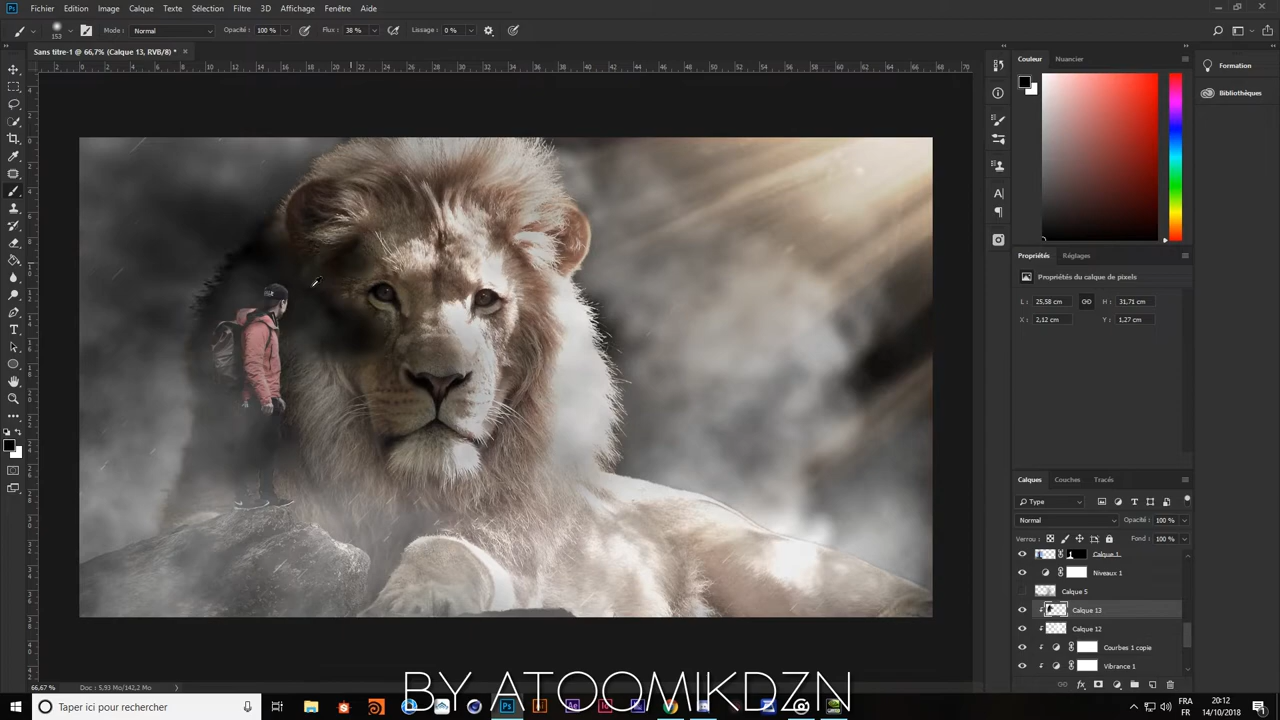 Fichier Edition Image Calque Texte Sélection Filtre 3D Affichage Fenêtre Aide
153 Mode : Normal Opacité : 100 % Flux : 38 % Lissage : 0 %
Sans titre-1 @ 66,7% (Calque 13, RVB/8) *
Couleur Nuancier
Formation
Bibliothèques
Propriétés Réglages
Propriétés du calque de pixels
L : 25,58 cm H : 31,71 cm
X : 2,12 cm Y : 1,27 cm
Calques Couches Tracés
Type
Normal Opacité : 100 %
Verrou : Fond : 100 %
Calque 1
Niveaux 1
Calque 5
Calque 13
Calque 12
Courbes 1 copie
Vibrance 1
66,67 % Doc : 5,93 Mo/142,2 Mo
BY ATOOMIKDZN
Taper ici pour rechercher
FRA
FR
20:12
14/10/2018